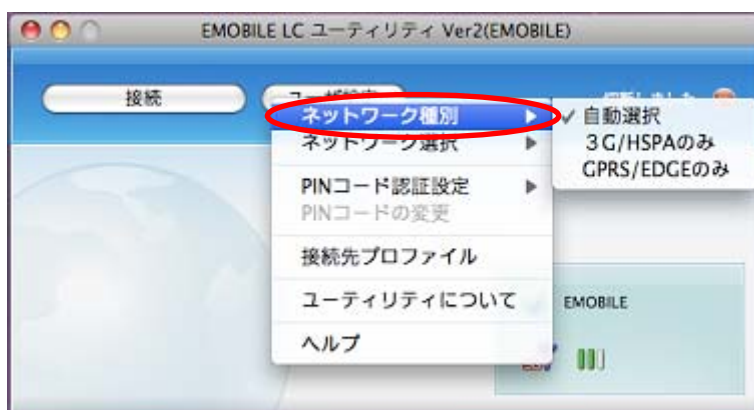 EMOBILE LC ユーティリティ Ver2(EMOBILE)
接続
ネットワーク種別
自動選択
３G/HSPAのみ
GPRS/EDGEのみ
ネットワーク選択
PINコード認証設定
PINコードの変更
接続先プロファイル
ユーティリティについて
ヘルプ
EMOBILE